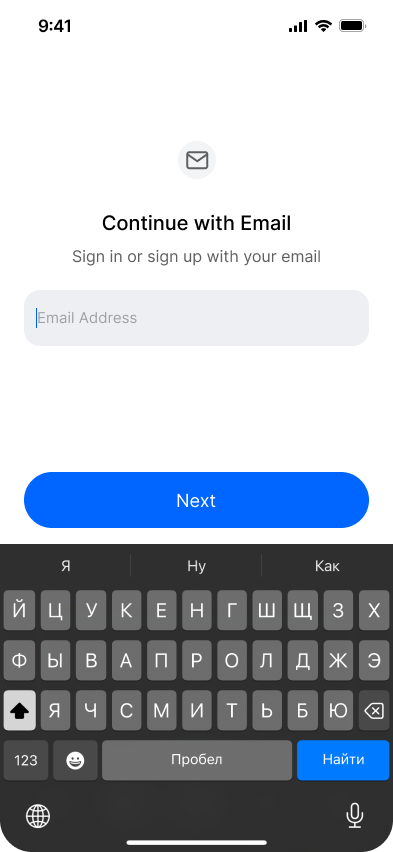 9:41
Continue with Email
Sign in or sign up with your email
Email Address
Next
Я Ну Как
Й Ц У К Е Н Г Ш Щ З Х
Ф Ы В А П Р О Л Д Ж Э
Я Ч С М И Т Ь Б Ю
123 Пробел Найти